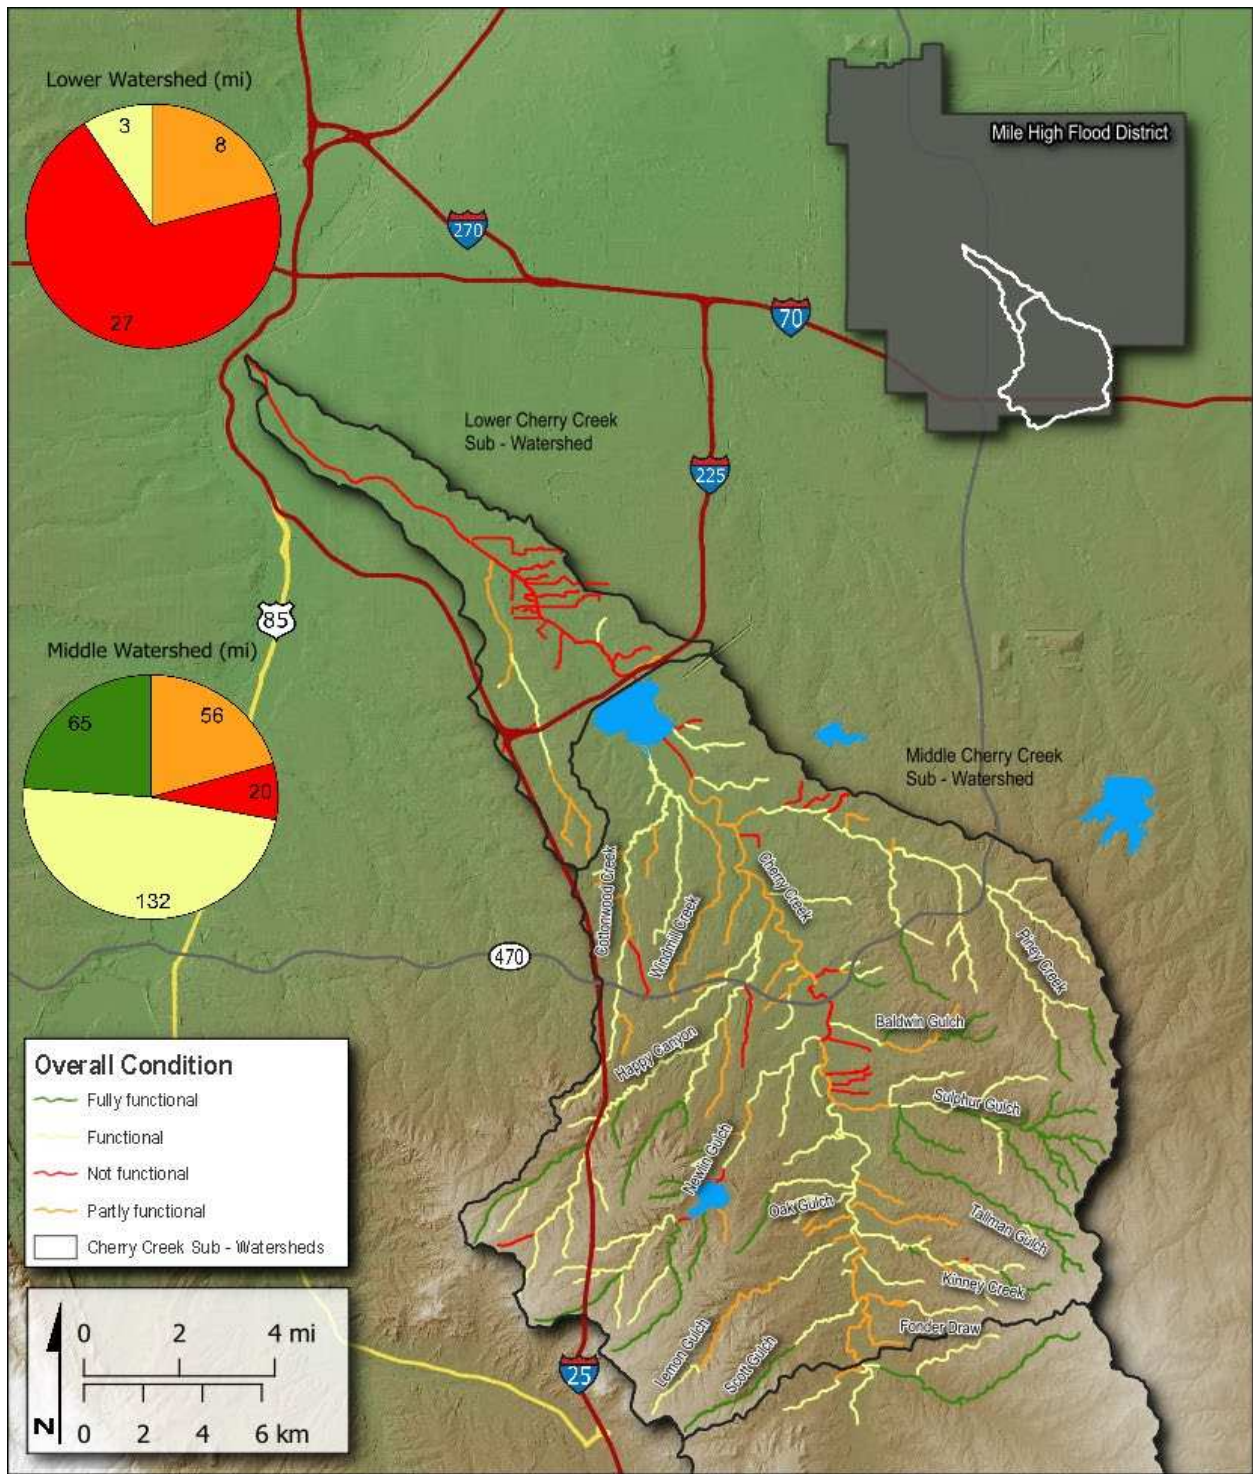 Lower Watershed (mi)
3
8
27
Mile High Flood District
270
70
Lower Cherry Creek
Sub - Watershed
225
85
Middle Watershed (mi)
65
56
20
132
Middle Cherry Creek
Sub - Watershed
Cottonwood Creek
Windmill Creek
Cherry Creek
Piney Creek
470
Baldwin Gulch
Happy Canyon
Sulphur Gulch
Newlin Gulch
Oak Gulch
Tallman Gulch
Kinney Creek
Fonder Draw
Lemon Gulch
Scott Gulch
25
Overall Condition
Fully functional
Functional
Not functional
Partly functional
Cherry Creek Sub - Watersheds
0 2 4 mi
0 2 4 6 km
N